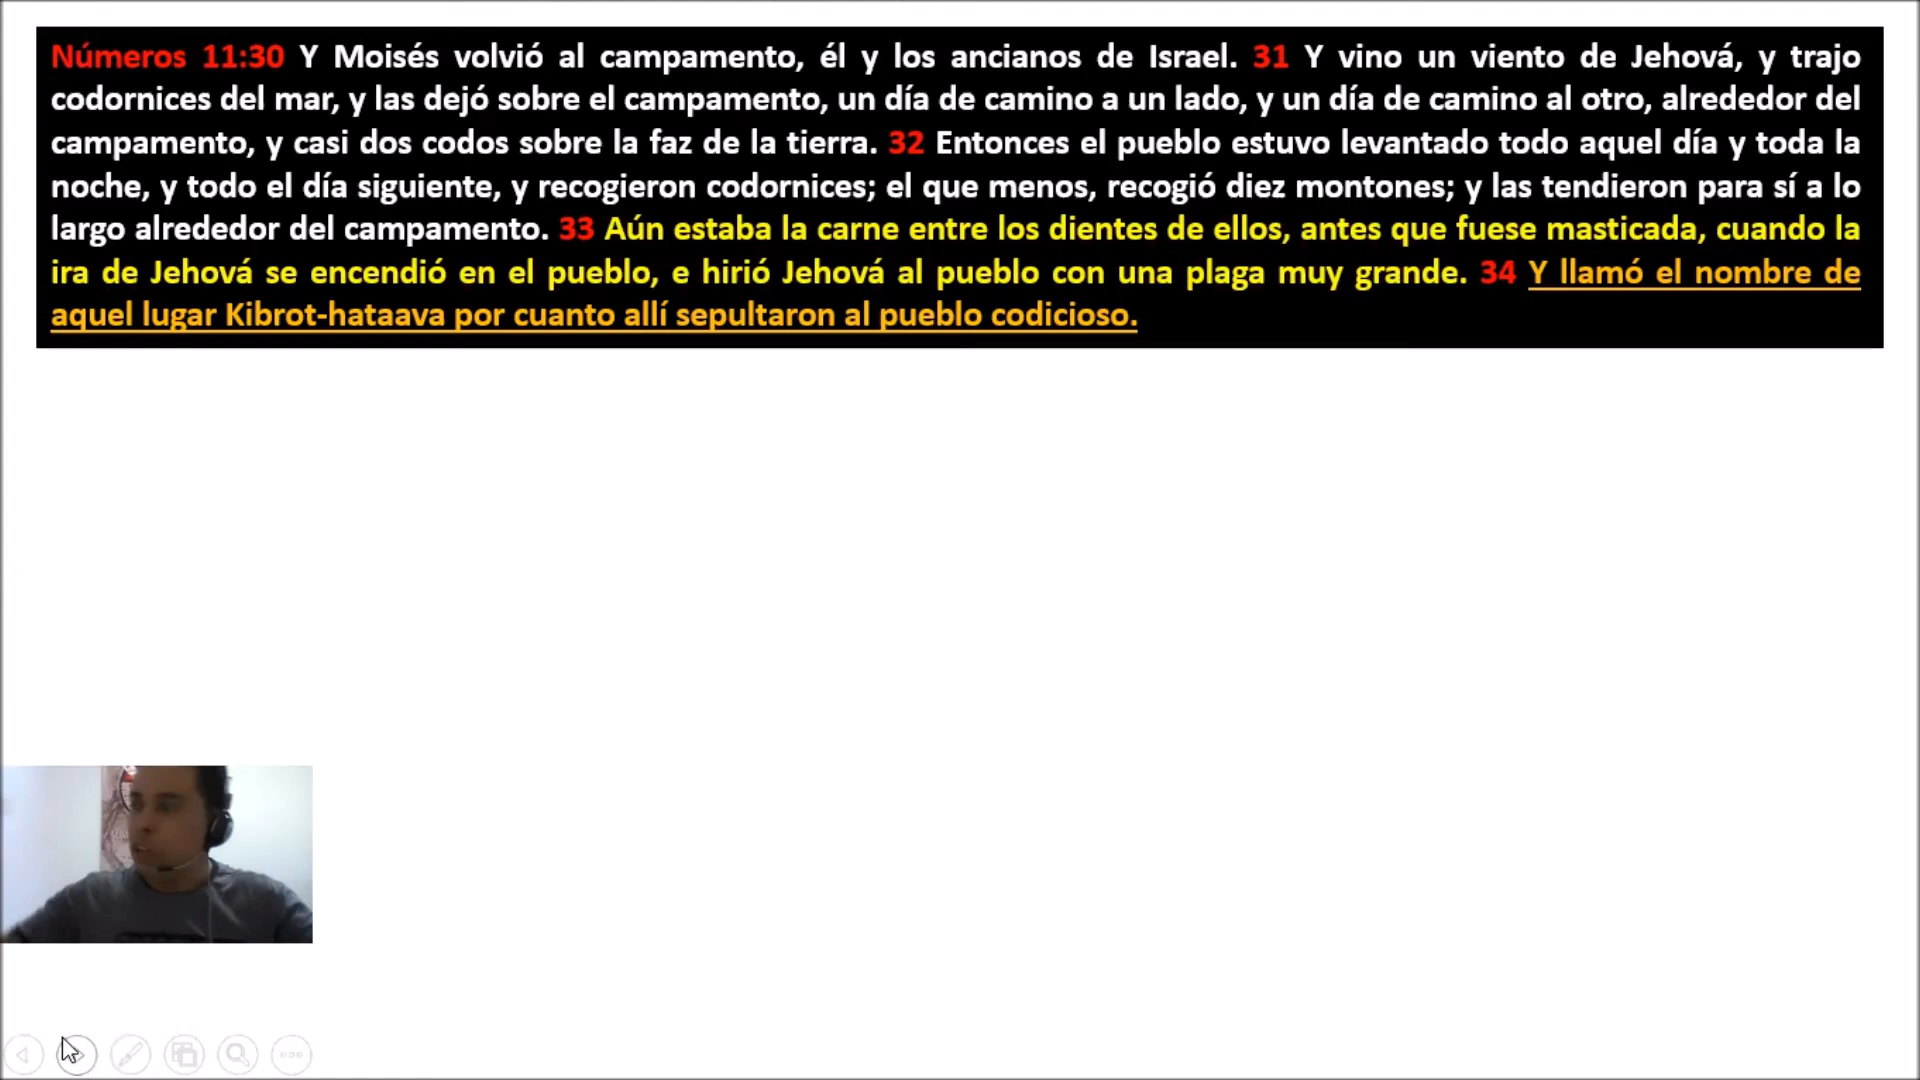 Números 11:30 Y Moisés volvió al campamento, él y los ancianos de Israel. 31 Y vino un viento de Jehová, y trajo
codornices del mar, y las dejó sobre el campamento, un día de camino a un lado, y un día de camino al otro, alrededor del
campamento, y casi dos codos sobre la faz de la tierra. 32 Entonces el pueblo estuvo levantado todo aquel día y toda la
noche, y todo el día siguiente, y recogieron codornices; el que menos, recogió diez montones; y las tendieron para sí a lo
largo alrededor del campamento. 33 Aún estaba la carne entre los dientes de ellos, antes que fuese masticada, cuando la
ira de Jehová se encendió en el pueblo, e hirió Jehová al pueblo con una plaga muy grande. 34 Y llamó el nombre de
aquel lugar Kibrot-hataava por cuanto allí sepultaron al pueblo codicioso.